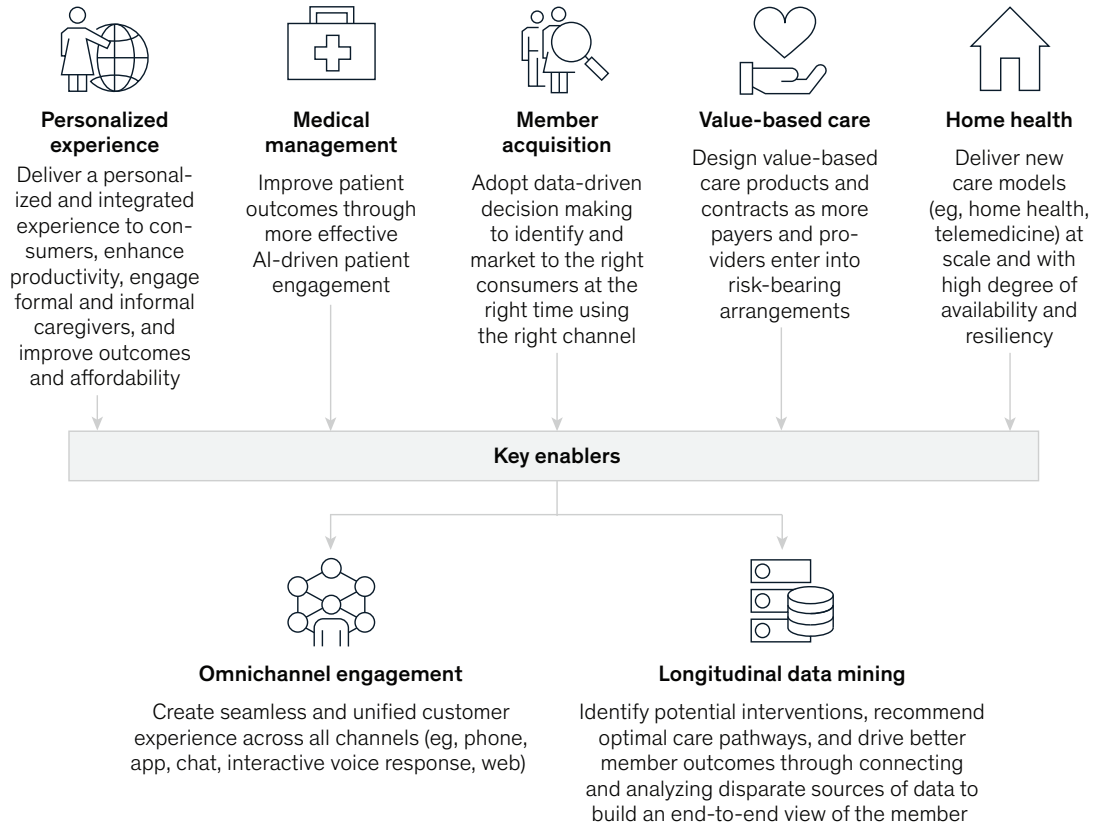 Personalized
experience
Deliver a personal-
ized and integrated
experience to con-
sumers, enhance
productivity, engage
formal and informal
caregivers, and
improve outcomes
and affordability
Medical
management
Improve patient
outcomes through
more effective
AI-driven patient
engagement
Member
acquisition
Adopt data-driven
decision making
to identify and
market to the right
consumers at the
right time using
the right channel
Value-based care
Design value-based
care products and
contracts as more
payers and pro-
viders enter into
risk-bearing
arrangements
Home health
Deliver new
care models
(eg, home health,
telemedicine) at
scale and with
high degree of
availability and
resiliency
Key enablers
Omnichannel engagement
Create seamless and unified customer
experience across all channels (eg, phone,
app, chat, interactive voice response, web)
Longitudinal data mining
Identify potential interventions, recommend
optimal care pathways, and drive better
member outcomes through connecting
and analyzing disparate sources of data to
build an end-to-end view of the member